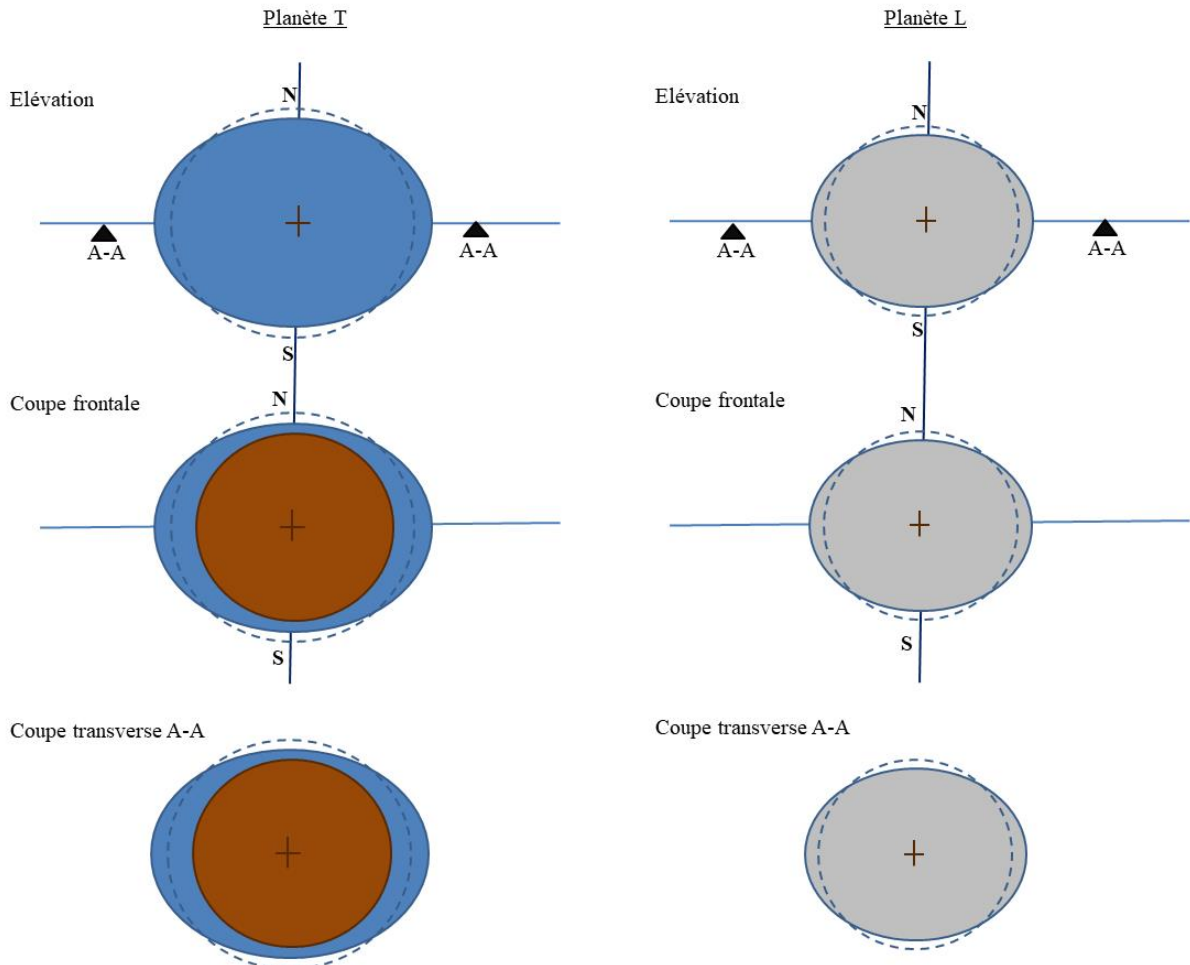 Planète T
Planète L
Elévation
N
A-A
A-A
S
Elévation
N
A-A
A-A
S
Coupe frontale
N
S
Coupe frontale
N
S
Coupe transverse A-A
Coupe transverse A-A